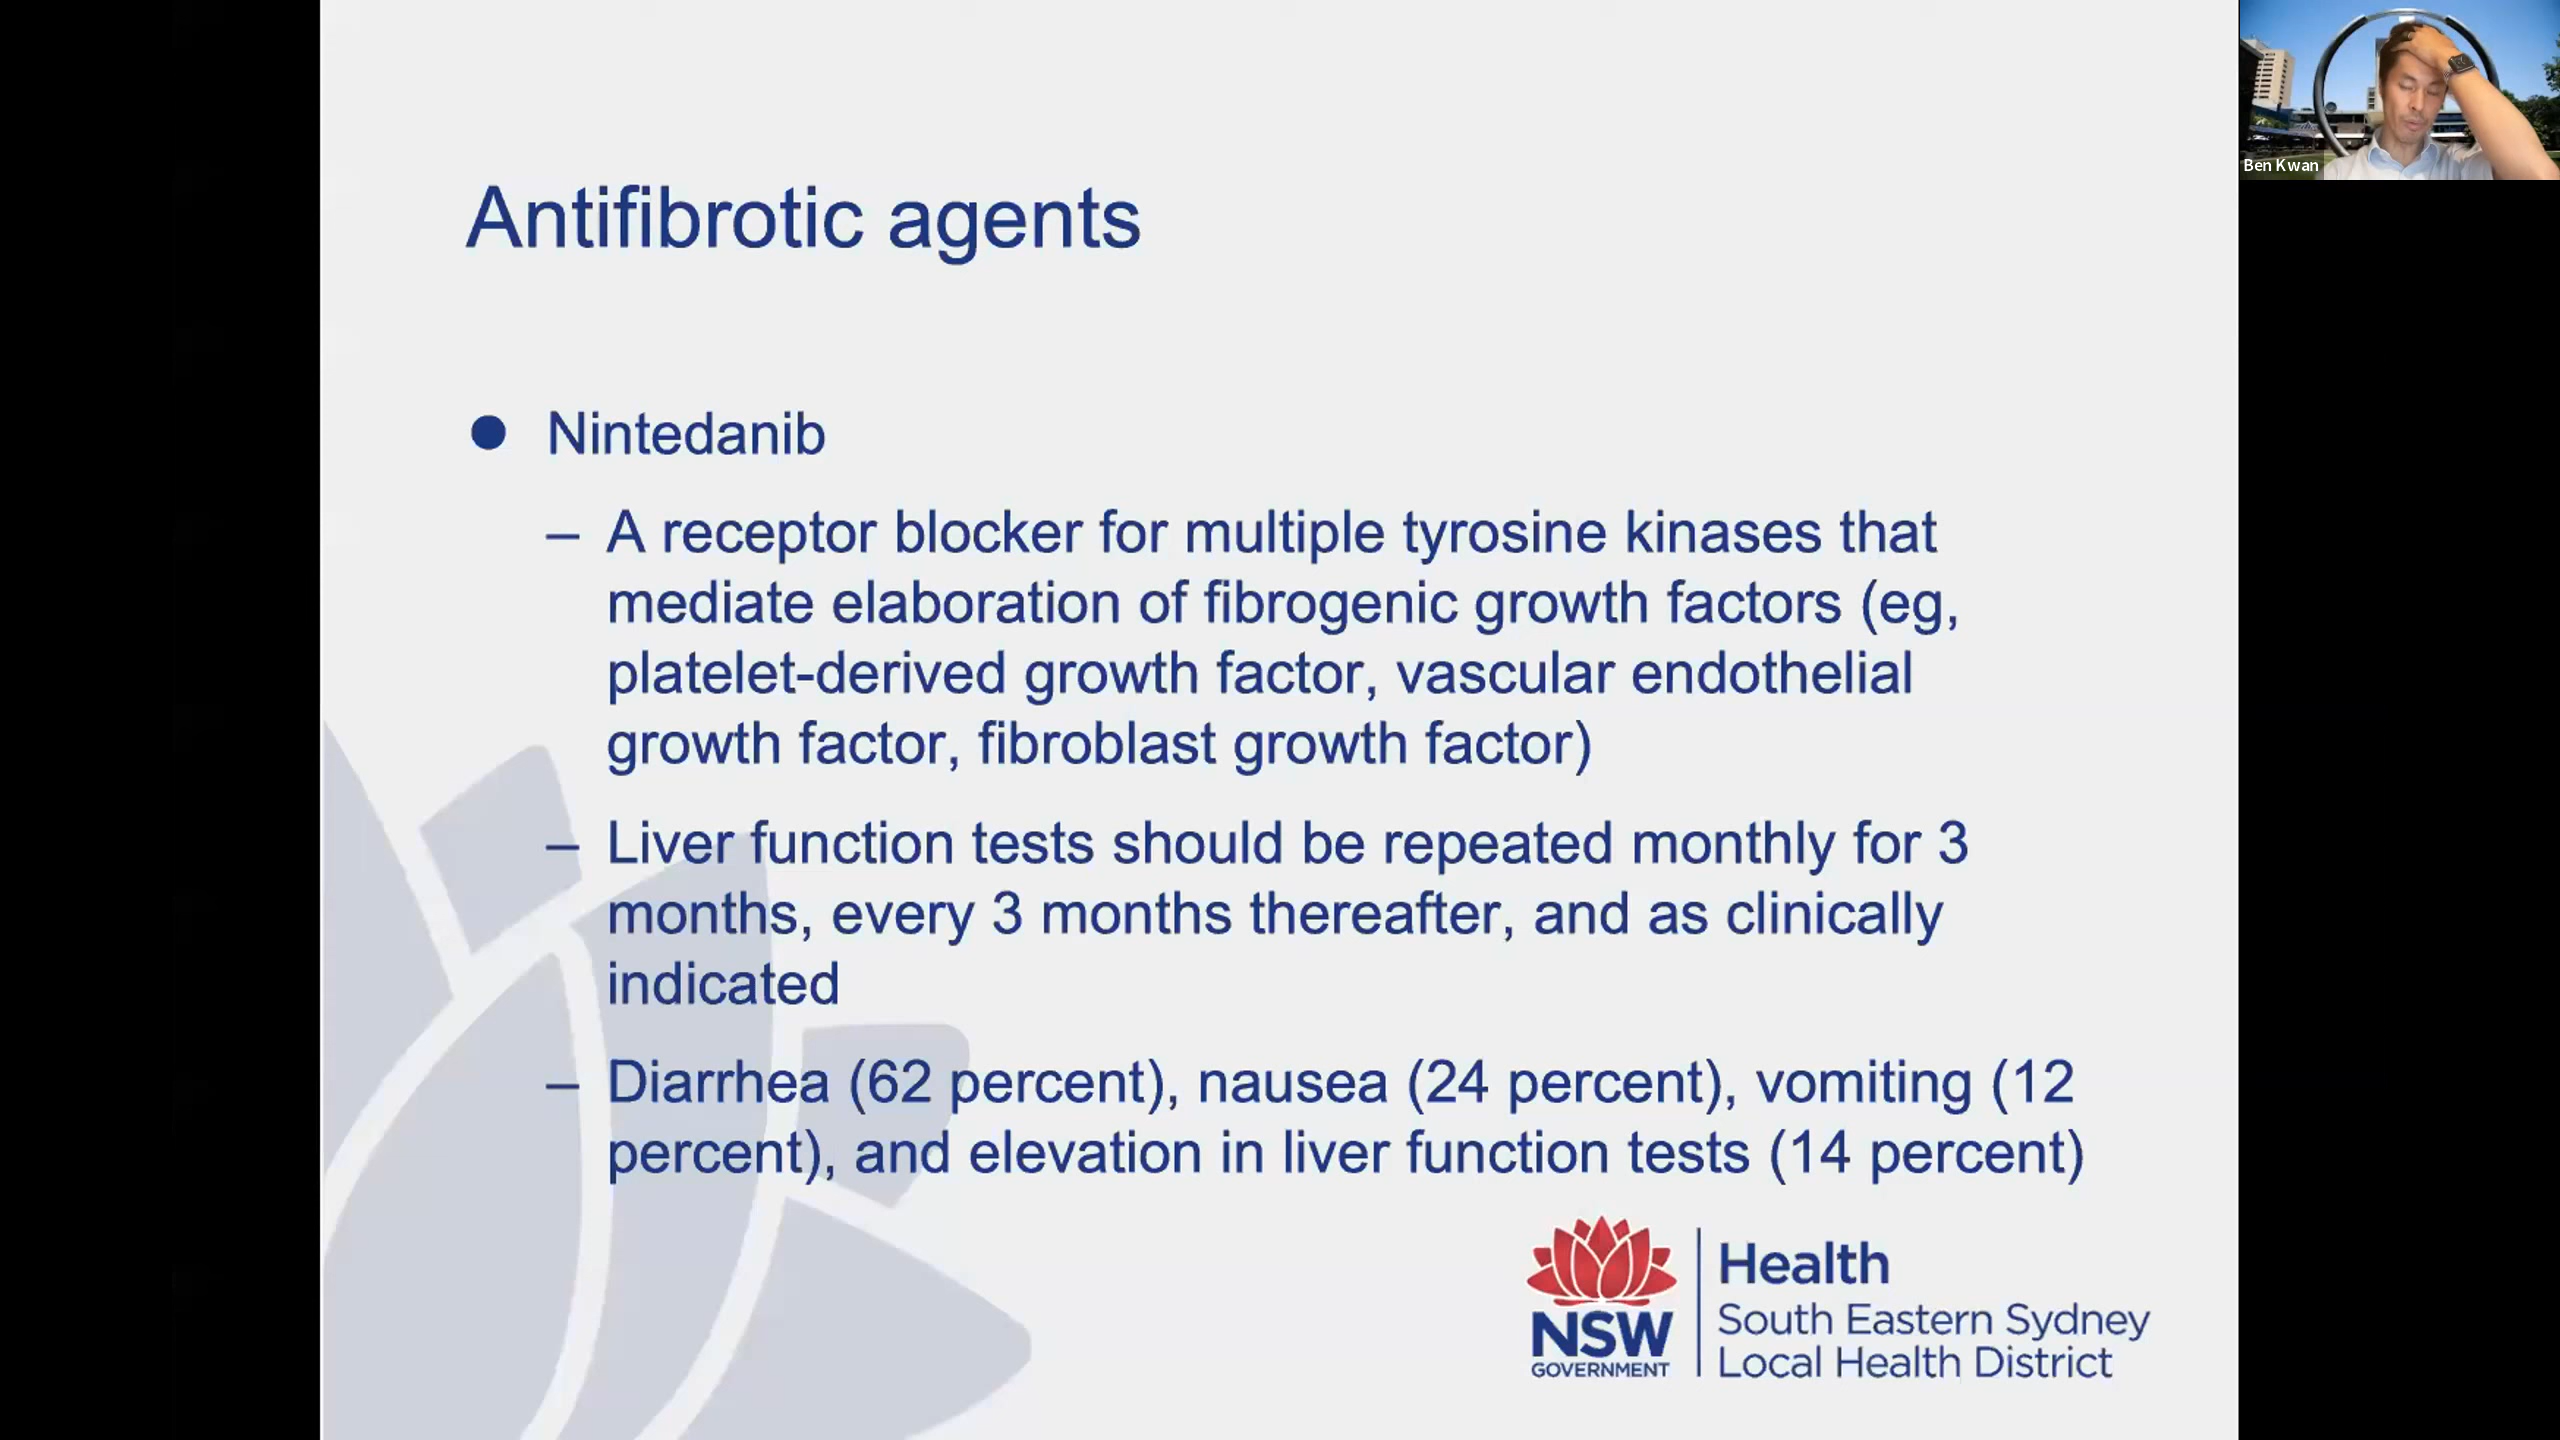 Antifibrotic agents
Nintedanib
– A receptor blocker for multiple tyrosine kinases that
mediate elaboration of fibrogenic growth factors (eg,
platelet-derived growth factor, vascular endothelial
growth factor, fibroblast growth factor)
– Liver function tests should be repeated monthly for 3
months, every 3 months thereafter, and as clinically
indicated
– Diarrhea (62 percent), nausea (24 percent), vomiting (12
percent), and elevation in liver function tests (14 percent)
NSW
GOVERNMENT
Health
South Eastern Sydney
Local Health District
Ben Kwan